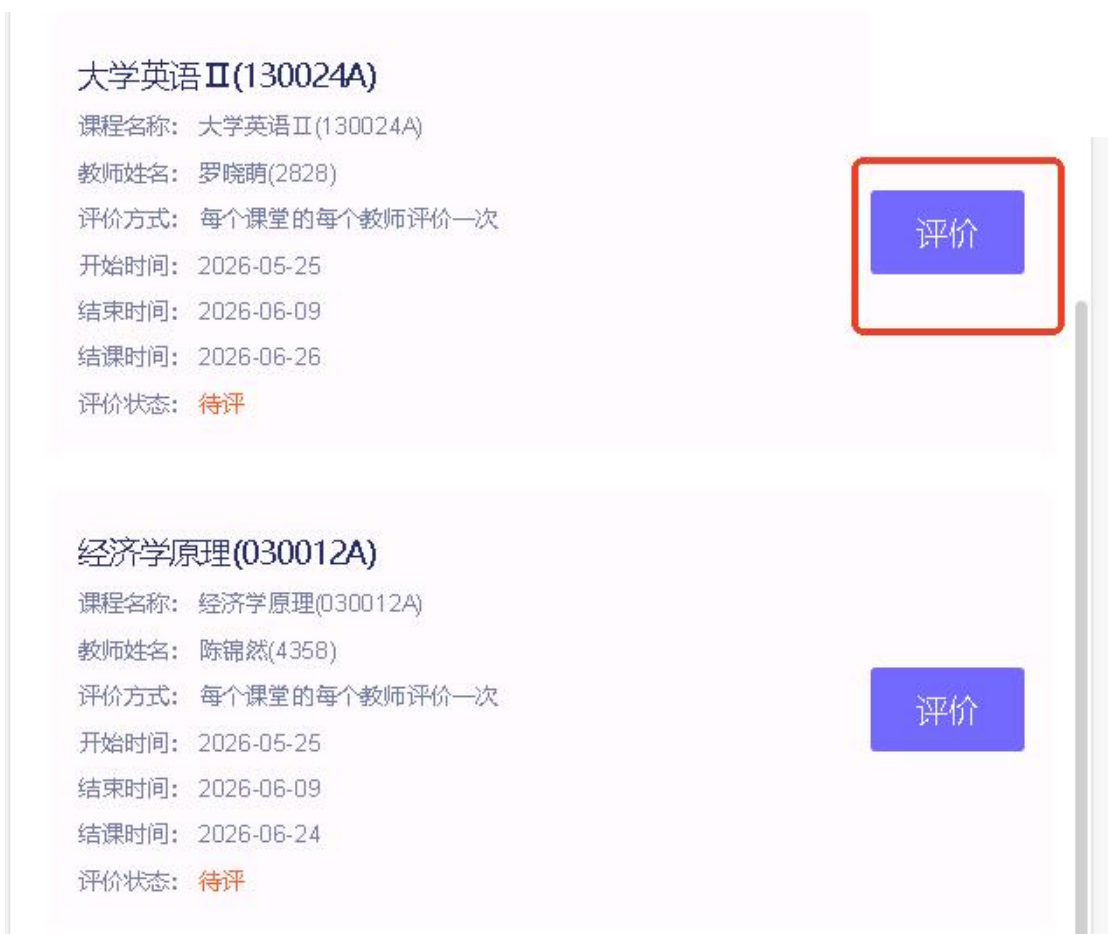 大学英语Ⅱ(130024A)
课程名称: 大学英语Ⅱ(130024A)
教师姓名: 罗晓萌(2828)
评价方式: 每个课堂的每个教师评价一次
开始时间: 2026-05-25
结束时间: 2026-06-09
结课时间: 2026-06-26
评价状态: 待评
评价
经济学原理(030012A)
课程名称: 经济学原理(030012A)
教师姓名: 陈锦然(4358)
评价方式: 每个课堂的每个教师评价一次
开始时间: 2026-05-25
结束时间: 2026-06-09
结课时间: 2026-06-24
评价状态: 待评
评价